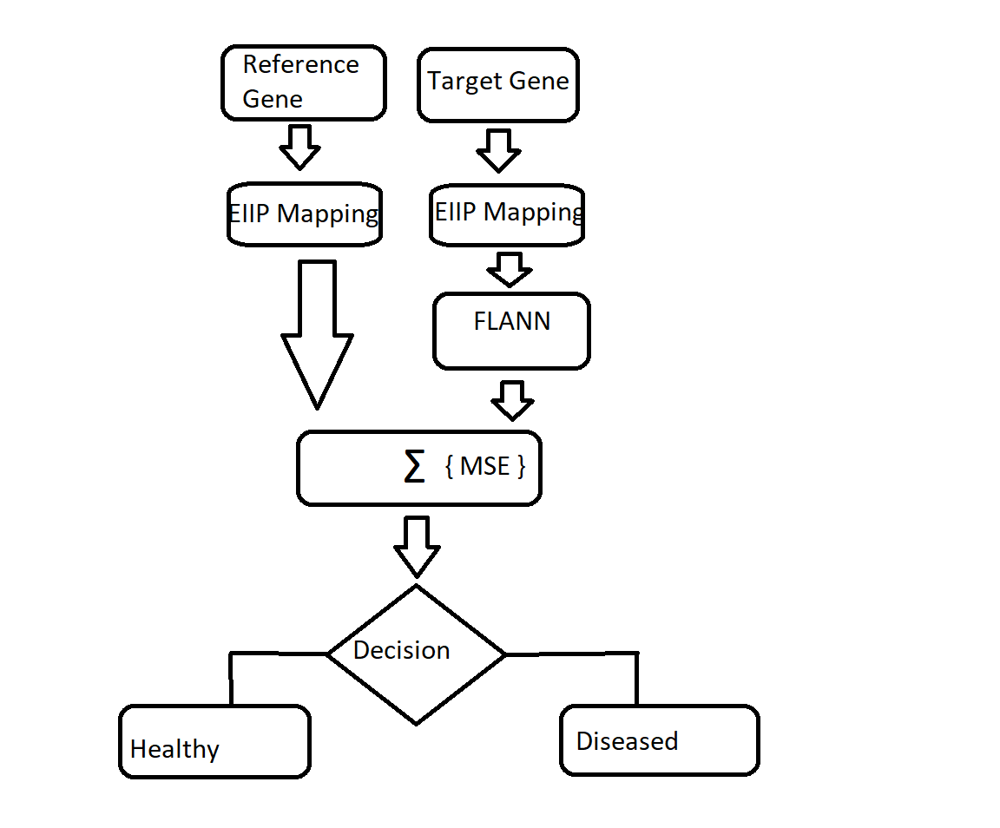 Reference
Gene
Target Gene
EIIP Mapping
EIIP Mapping
FLANN
Σ { MSE }
Decision
Healthy
Diseased